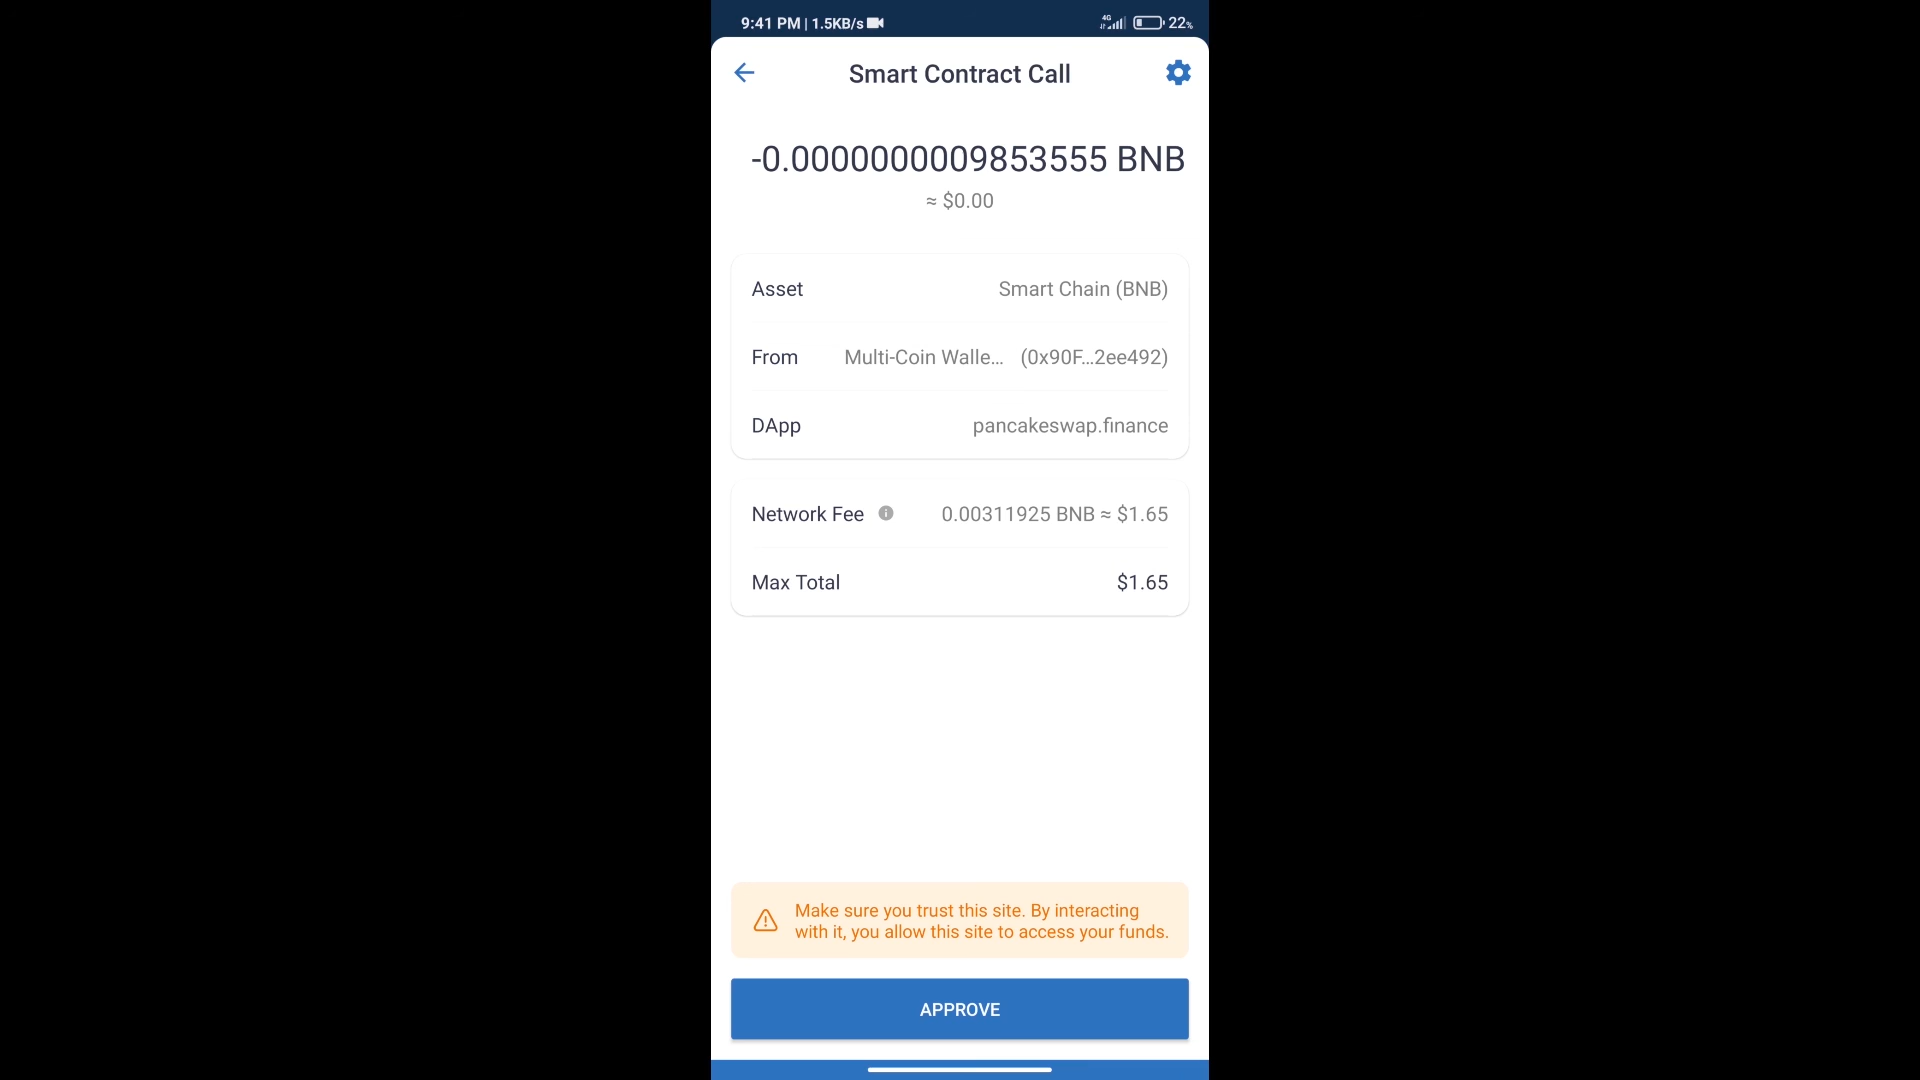 9:41 PM | 1.5KB/s 4G 22%
Smart Contract Call
-0.0000000009853555 BNB
≈ $0.00
Asset Smart Chain (BNB)
From Multi-Coin Walle... (0x90F...2ee492)
DApp pancakeswap.finance
Network Fee 0.00311925 BNB ≈ $1.65
Max Total $1.65
Make sure you trust this site. By interacting
with it, you allow this site to access your funds.
APPROVE